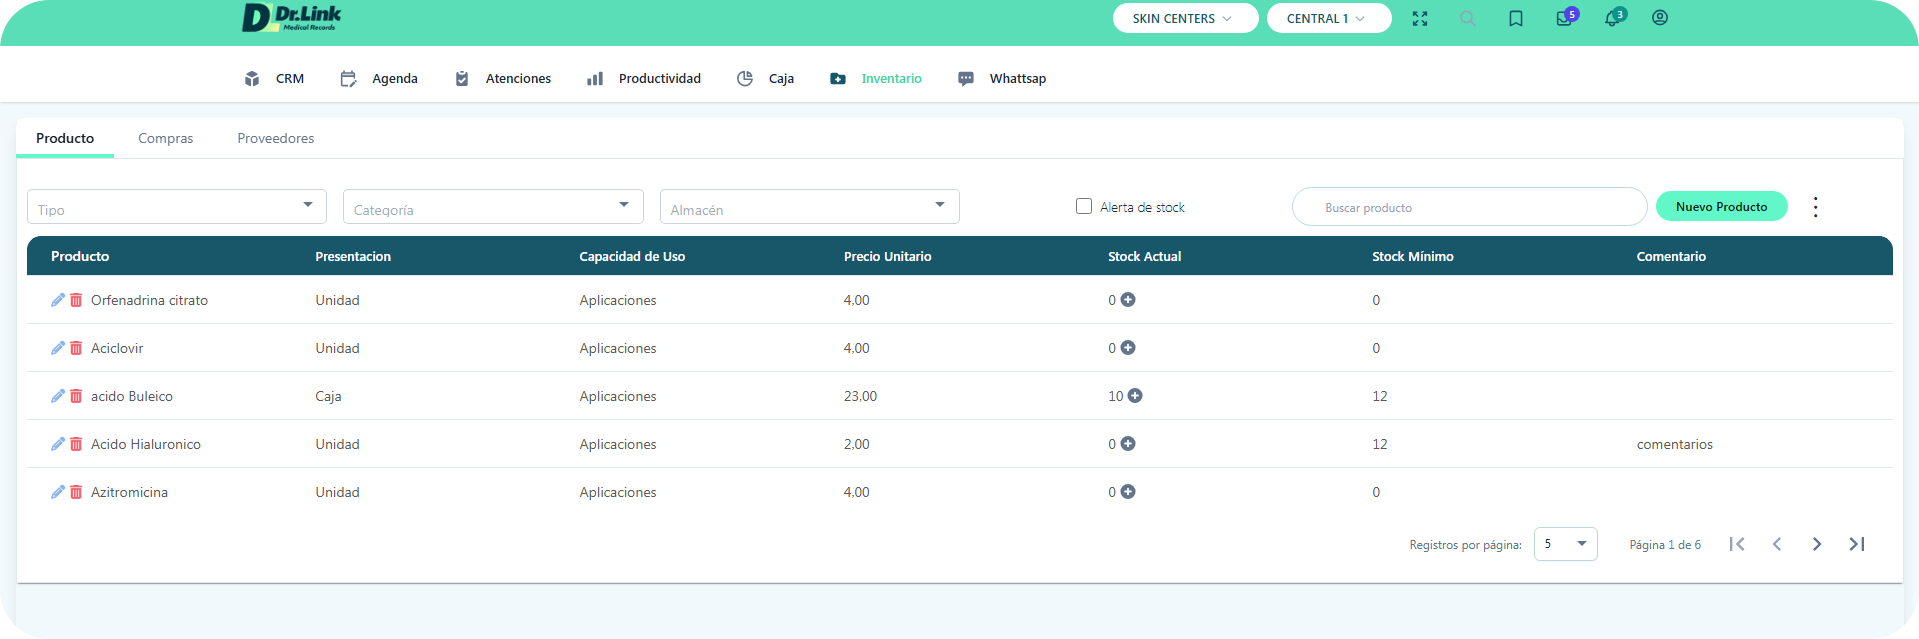 Dr.Link
Medical Records
SKIN CENTERS CENTRAL 1 5 3
CRM Agenda Atenciones Productividad Caja Inventario Whattsap
Producto Compras Proveedores
Tipo Categoría Almacén Alerta de stock Buscar producto Nuevo Producto
Producto Presentacion Capacidad de Uso Precio Unitario Stock Actual Stock Mínimo Comentario
Orfenadrina citrato Unidad Aplicaciones 4,00 0 0
Aciclovir Unidad Aplicaciones 4,00 0 0
acido Buleico Caja Aplicaciones 23,00 10 12
Acido Hialuronico Unidad Aplicaciones 2,00 0 12 comentarios
Azitromicina Unidad Aplicaciones 4,00 0 0
Registros por página: 5 Página 1 de 6